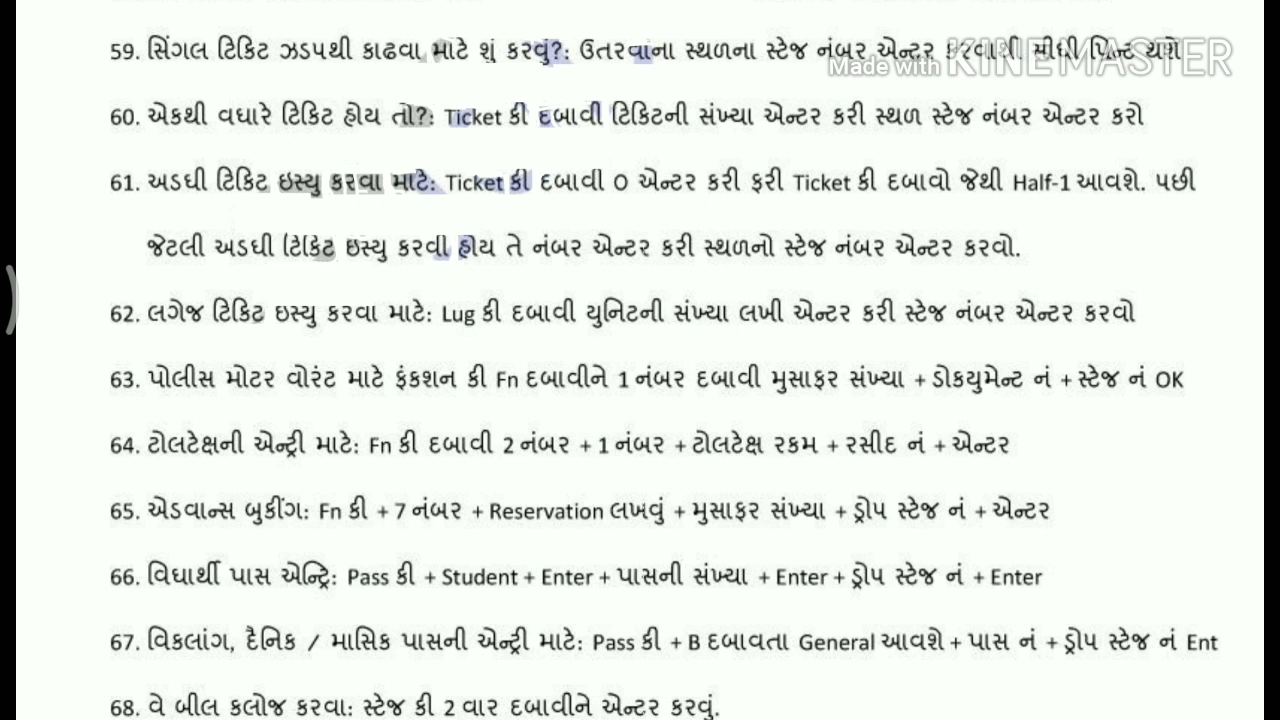 59. સિંગલ ટિકિટ ઝડપથી કાઢવા માટે શું કરવું?: ઉતરવાના સ્થળના સ્ટેજ નંબર એન્ટર કરવાથી સીધી પ્રિન્ટ થશે
Made with KINEMASTER
60. એકથી વધારે ટિકિટ હોય તો?: Ticket કી દબાવી ટિકિટની સંખ્યા એન્ટર કરી સ્થળ સ્ટેજ નંબર એન્ટર કરો
61. અડધી ટિકિટ ઇસ્યુ કરવા માટે: Ticket કી દબાવી 0 એન્ટર કરી ફરી Ticket કી દબાવો જેથી Half-1 આવશે. પછી
જેટલી અડધી ટિકિટ ઇસ્યુ કરવી હોય તે નંબર એન્ટર કરી સ્થળનો સ્ટેજ નંબર એન્ટર કરવો.
62. લગેજ ટિકિટ ઇસ્યુ કરવા માટે: Lug કી દબાવી યુનિટની સંખ્યા લખી એન્ટર કરી સ્ટેજ નંબર એન્ટર કરવો
63. પોલીસ મોટર વોરંટ માટે ફંકશન કી Fn દબાવીને 1 નંબર દબાવી મુસાફર સંખ્યા + ડોકયુમેન્ટ નં + સ્ટેજ નં OK
64. ટોલટેક્ષની એન્ટ્રી માટે: Fn કી દબાવી 2 નંબર + 1 નંબર + ટોલટેક્ષ રકમ + રસીદ નં + એન્ટર
65. એડવાન્સ બુકીંગ: Fn કી + 7 નંબર + Reservation લખવું + મુસાફર સંખ્યા + ડ્રોપ સ્ટેજ નં + એન્ટર
66. વિધાર્થી પાસ એન્ટ્રિ: Pass કી + Student + Enter + પાસની સંખ્યા + Enter + ડ્રોપ સ્ટેજ નં + Enter
67. વિકલાંગ, દૈનિક / માસિક પાસની એન્ટ્રી માટે: Pass કી + B દબાવતા General આવશે + પાસ નં + ડ્રોપ સ્ટેજ નં Ent
68. વે બીલ કલોજ કરવા: સ્ટેજ કી 2 વાર દબાવીને એન્ટર કરવું.